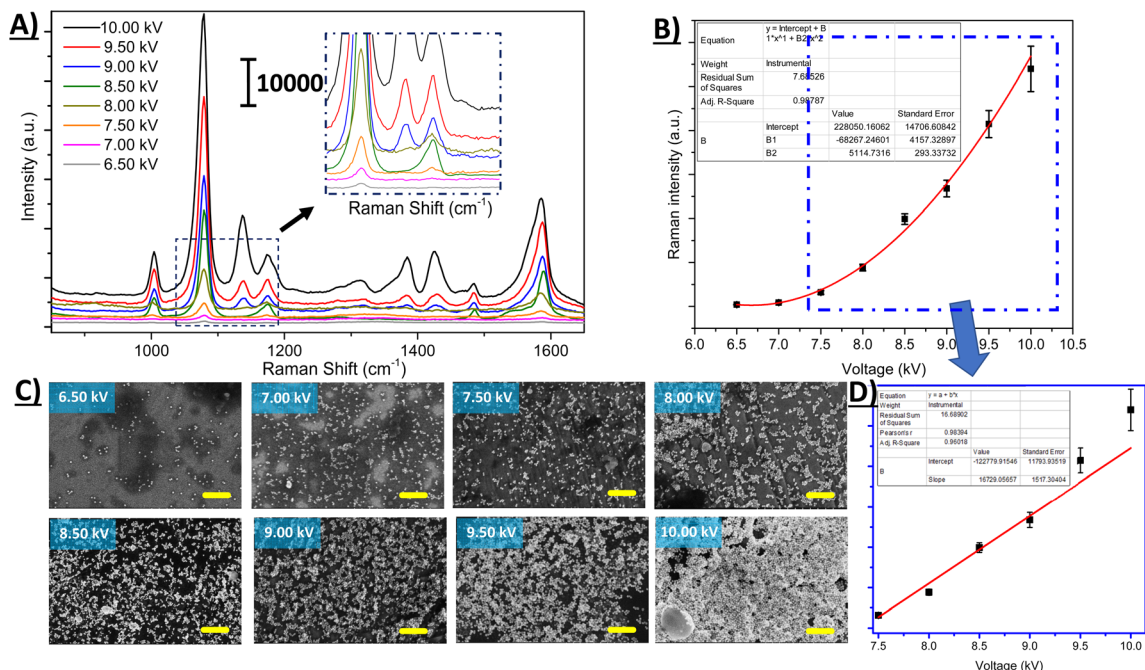 A)
10.00 kV
9.50 kV
9.00 kV
8.50 kV
8.00 kV
7.50 kV
7.00 kV
6.50 kV
10000
Raman Shift (cm⁻¹)
Intensity (a.u.)
1000 1200 1400 1600
Raman Shift (cm⁻¹)
B)
Equation y = Intercept + B
1*x^1 + B2*x^2
Weight Instrumental
Residual Sum of Squares
Adj. R-Square
Value Standard Error
B Intercept 228050.16062 14706.60842
B1 -68267.24601 4157.32897
B2 5114.7316 293.33732
Raman intensity (a.u.)
6.0 6.5 7.0 7.5 8.0 8.5 9.0 9.5 10.0 10.5
Voltage (kV)
C)
6.50 kV 7.00 kV 7.50 kV 8.00 kV
8.50 kV 9.00 kV 9.50 kV 10.00 kV
D)
Equation y = a + b*x
Weight Instrumental
Residual Sum of Squares 16.68902
Pearson's r 0.98394
Adj. R-Square 0.96018
Value Standard Error
B Intercept -122779.91546 11793.93519
Slope 16729.05657 1517.30404
7.5 8.0 8.5 9.0 9.5 10.0
Voltage (kV)